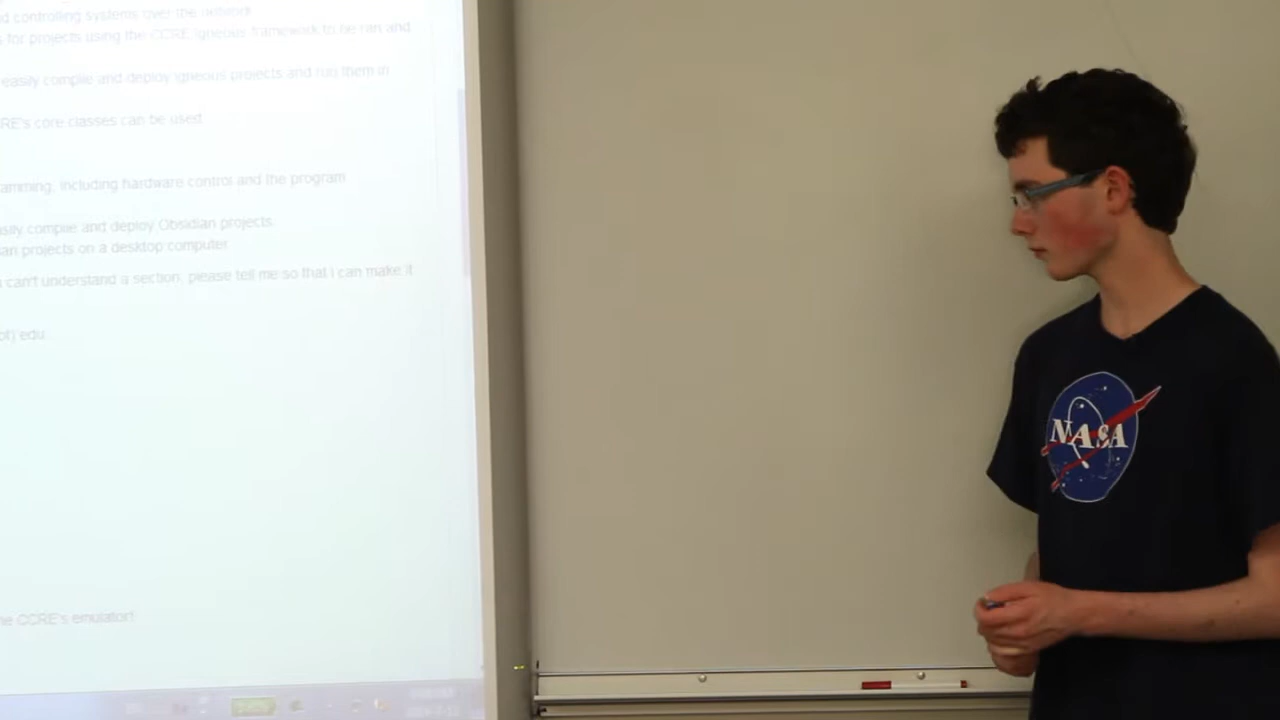 controlling systems over the network
s for projects using the CCRE Igneous framework to be ran and
easily compile and deploy Igneous projects and run them in
RE's core classes can be used
amming, including hardware control and the program
sily compile and deploy Obsidian projects.
an projects on a desktop computer
can't understand a section, please tell me so that I can make it
edu
he CCRE's emulator!
NASA